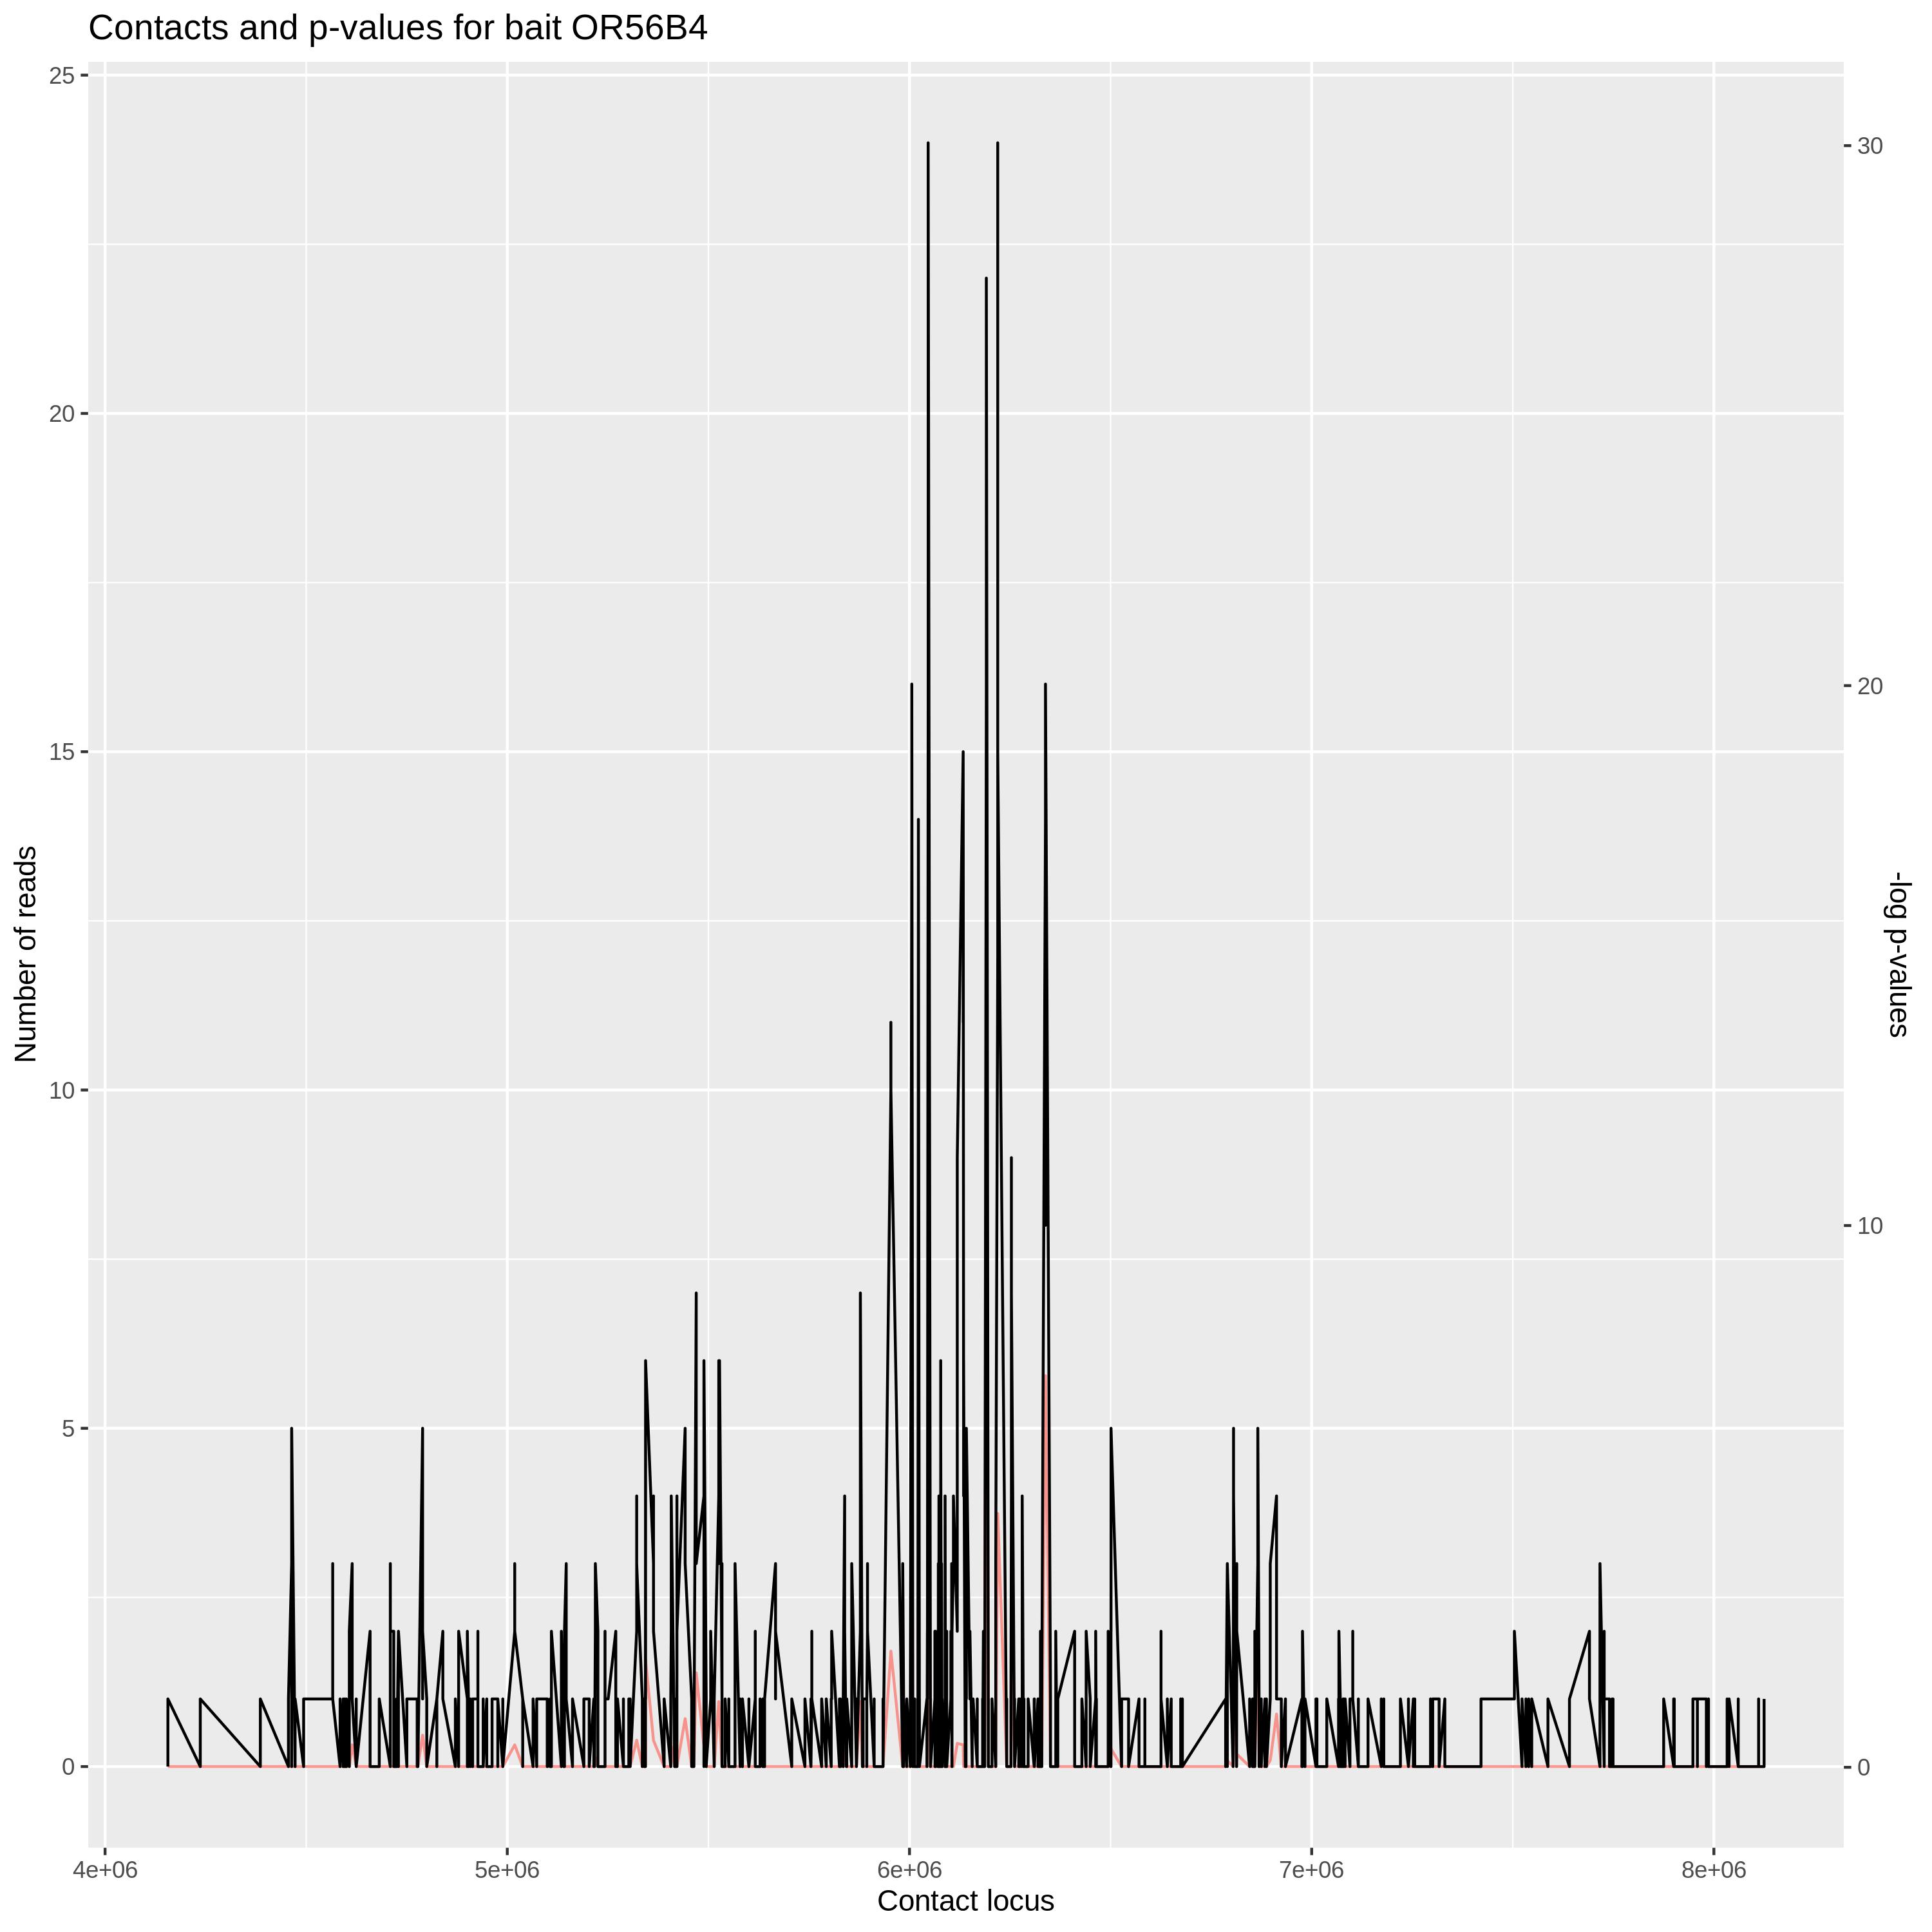 Contacts and p-values for bait OR56B4
25
20
15
10
5
0
Number of reads
30
20
10
0
-log p-values
4e+06 5e+06 6e+06 7e+06 8e+06
Contact locus